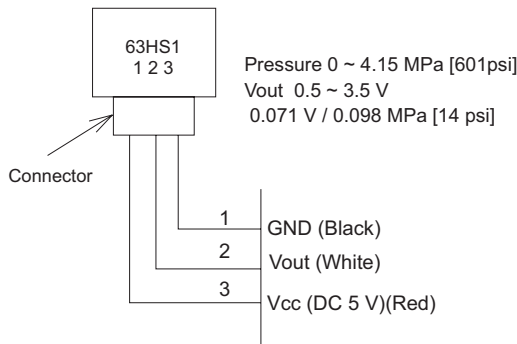 63HS1
1 2 3
Pressure 0 ~ 4.15 MPa [601psi]
Vout 0.5 ~ 3.5 V
0.071 V / 0.098 MPa [14 psi]
Connector
1 GND (Black)
2 Vout (White)
3 Vcc (DC 5 V)(Red)